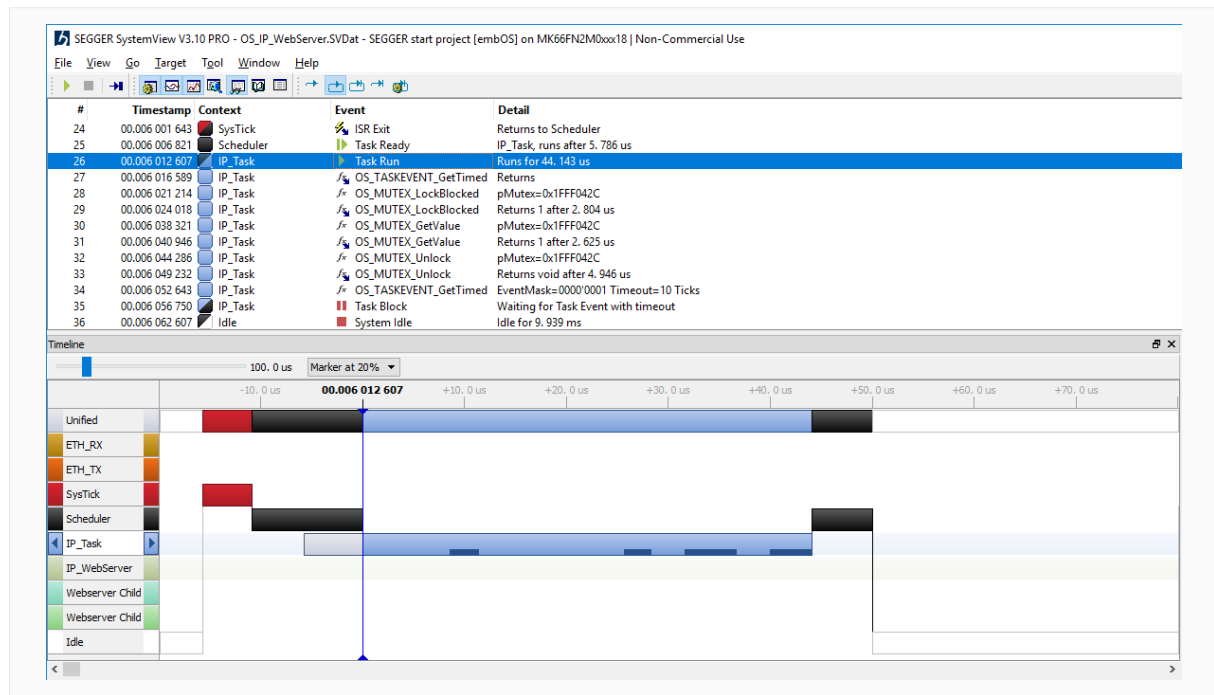 SEGGER SystemView V3.10 PRO - OS_IP_WebServer.SVDat - SEGGER start project [embOS] on MK66FN2M0xxx18 | Non-Commercial Use
File View Go Target Tool Window Help
# Timestamp Context Event Detail
24 00.006 001 643 SysTick ISR Exit Returns to Scheduler
25 00.006 006 821 Scheduler Task Ready IP_Task, runs after 5. 786 us
26 00.006 012 607 IP_Task Task Run Runs for 44. 143 us
27 00.006 016 589 IP_Task OS_TASKEVENT_GetTimed Returns
28 00.006 021 214 IP_Task OS_MUTEX_LockBlocked pMutex=0x1FFF042C
29 00.006 024 018 IP_Task OS_MUTEX_LockBlocked Returns 1 after 2. 804 us
30 00.006 038 321 IP_Task OS_MUTEX_GetValue pMutex=0x1FFF042C
31 00.006 040 946 IP_Task OS_MUTEX_GetValue Returns 1 after 2. 625 us
32 00.006 044 286 IP_Task OS_MUTEX_Unlock pMutex=0x1FFF042C
33 00.006 049 232 IP_Task OS_MUTEX_Unlock Returns void after 4. 946 us
34 00.006 052 643 IP_Task OS_TASKEVENT_GetTimed EventMask=0000'0001 Timeout=10 Ticks
35 00.006 056 750 IP_Task Task Block Waiting for Task Event with timeout
36 00.006 062 607 Idle System Idle Idle for 9. 939 ms
Timeline
100. 0 us Marker at 20%
-10. 0 us 00.006 012 607 +10. 0 us +20. 0 us +30. 0 us +40. 0 us +50. 0 us +60. 0 us +70. 0 us
Unified
ETH_RX
ETH_TX
SysTick
Scheduler
IP_Task
IP_WebServer
Webserver Child
Webserver Child
Idle